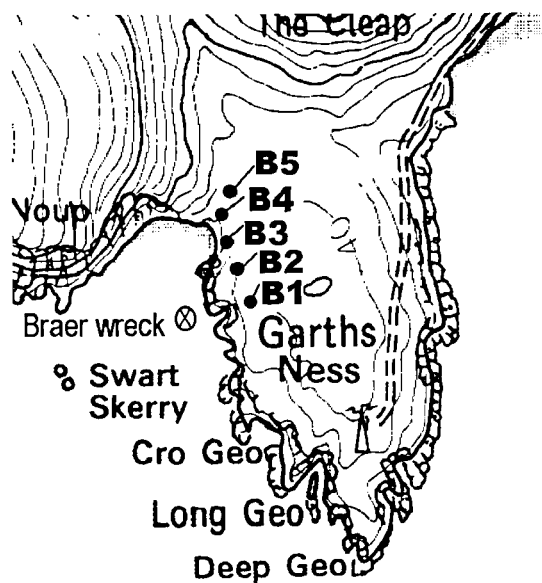 The Cleap
B5
B4
Noup
B3
B2
B1
Braer wreck
Garths
Ness
Swart
Skerry
Cro Geo
Long Geo
Deep Geo